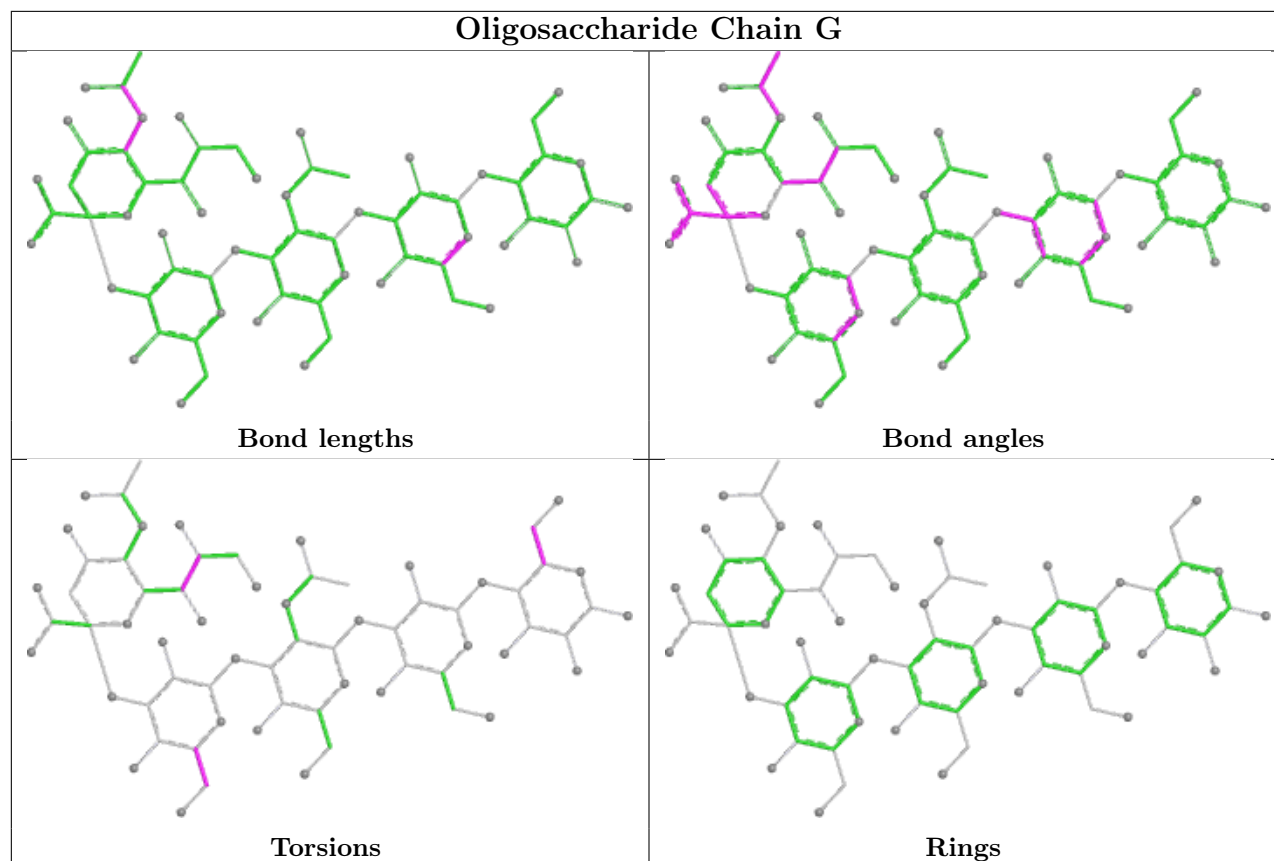 Oligosaccharide Chain G
Bond lengths
Bond angles
Torsions
Rings